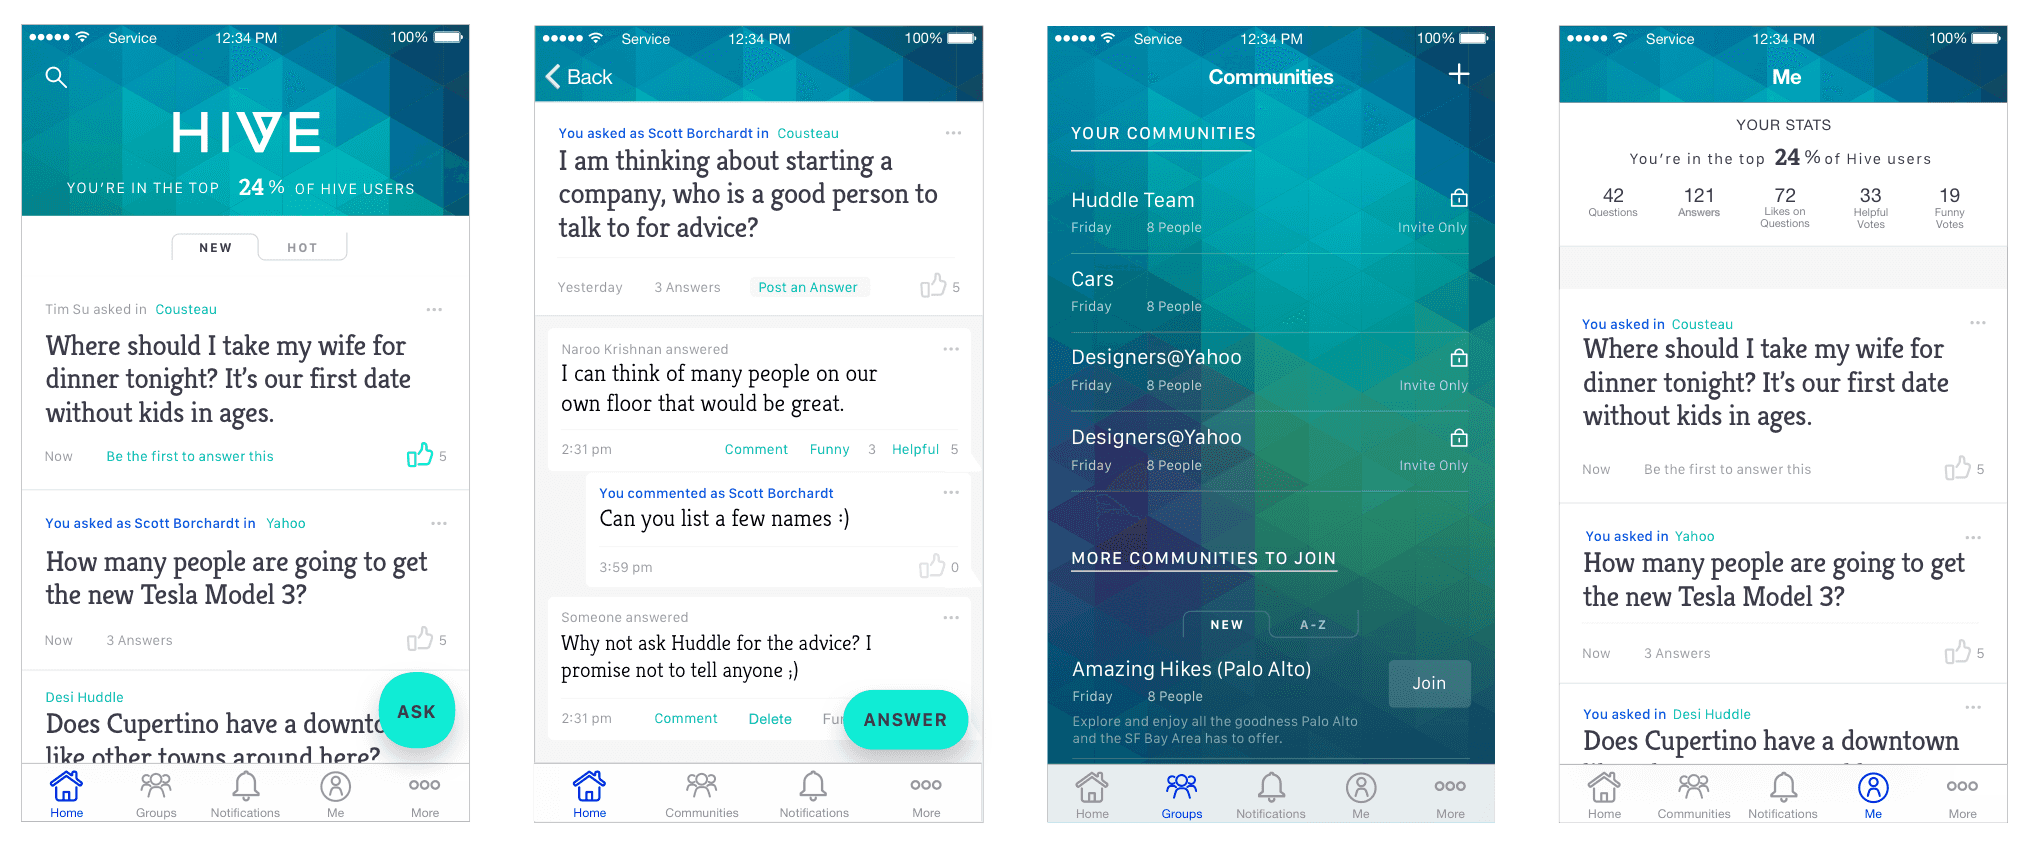 Service 12:34 PM 100%
HIVE
YOU'RE IN THE TOP 24 % OF HIVE USERS
NEW HOT
Tim Su asked in Cousteau
Where should I take my wife for
dinner tonight? It's our first date
without kids in ages.
Now Be the first to answer this 5
You asked as Scott Borchardt in Yahoo
How many people are going to get
the new Tesla Model 3?
Now 3 Answers 5
Desi Huddle
Does Cupertino have a downto
like other towns around here?
ASK
Home Groups Notifications Me More
Service 12:34 PM 100%
Back
You asked as Scott Borchardt in Cousteau
I am thinking about starting a
company, who is a good person to
talk to for advice?
Yesterday 3 Answers Post an Answer 5
Naroo Krishnan answered
I can think of many people on our
own floor that would be great.
2:31 pm Comment Funny 3 Helpful 5
You commented as Scott Borchardt
Can you list a few names :)
3:59 pm 0
Someone answered
Why not ask Huddle for the advice? I
promise not to tell anyone ;)
2:31 pm Comment Delete Fu
ANSWER
Home Communities Notifications More
Service 12:34 PM 100%
Communities
YOUR COMMUNITIES
Huddle Team
Friday 8 People Invite Only
Cars
Friday 8 People
Designers@Yahoo
Friday 8 People Invite Only
Designers@Yahoo
Friday 8 People Invite Only
MORE COMMUNITIES TO JOIN
NEW A-Z
Amazing Hikes (Palo Alto)
Friday 8 People
Join
Explore and enjoy all the goodness Palo Alto
and the SF Bay Area has to offer.
Home Groups Notifications Me More
Service 12:34 PM 100%
Me
YOUR STATS
You're in the top 24 % of Hive users
42 121 72 33 19
Questions Answers Likes on Helpful Funny
Questions Votes Votes
You asked in Cousteau
Where should I take my wife for
dinner tonight? It's our first date
without kids in ages.
Now Be the first to answer this 5
You asked in Yahoo
How many people are going to get
the new Tesla Model 3?
Now 3 Answers 5
You asked in Desi Huddle
Does Cupertino have a downtown
Home Communities Notifications Me More